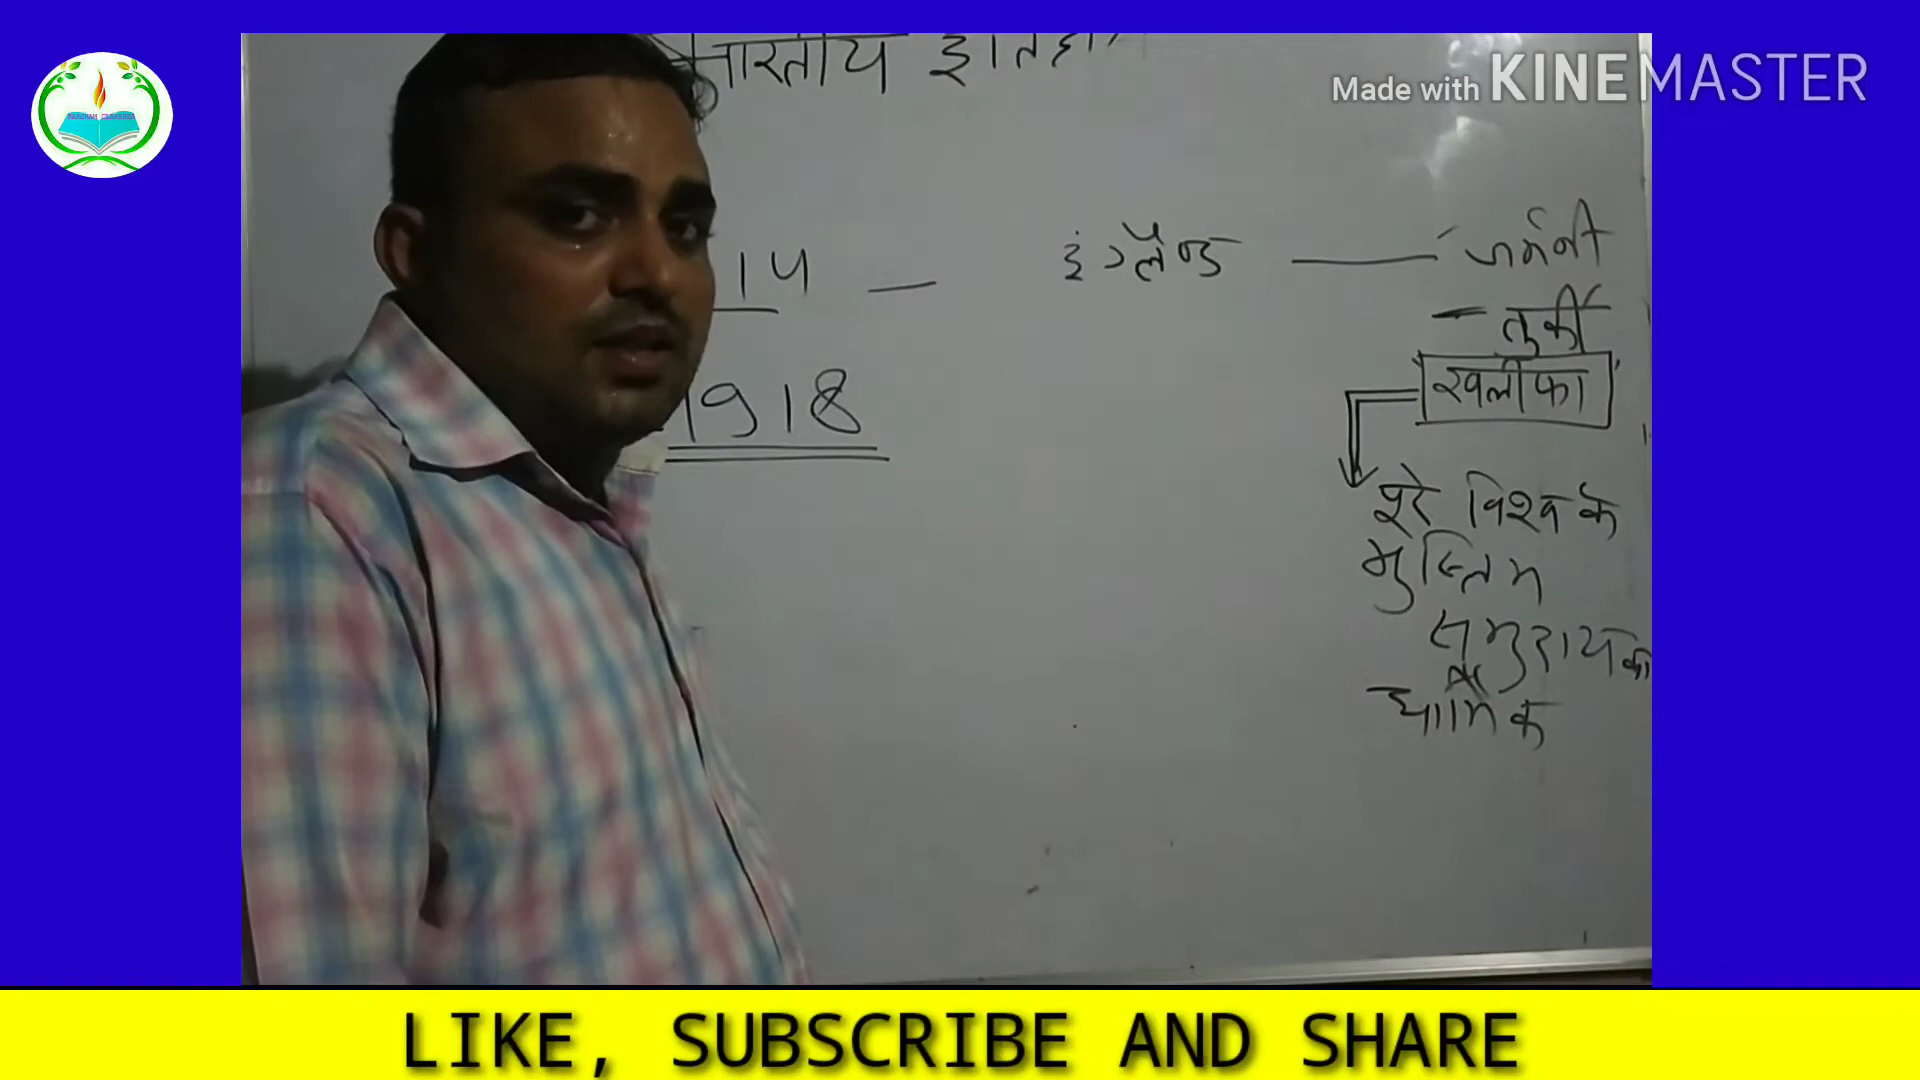 भारतीय इतिहा
Made with KINEMASTER
14 — इंग्लैण्ड — जर्मनी
- तुर्की
1918
खलीफा
पुरे विश्व के
मुस्लिम
समुदाय का
धार्मिक
LIKE, SUBSCRIBE AND SHARE